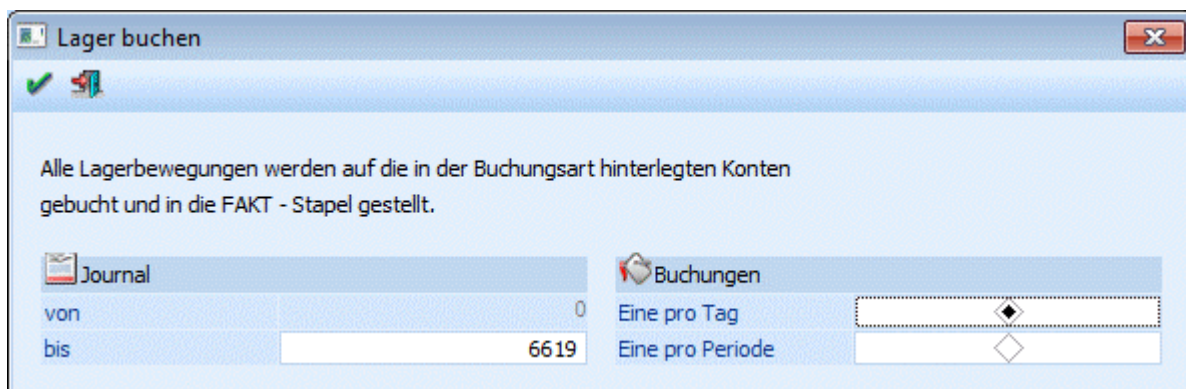 Lager buchen
Alle Lagerbewegungen werden auf die in der Buchungsart hinterlegten Konten
gebucht und in die FAKT - Stapel gestellt.
Journal
von 0
bis 6619
Buchungen
Eine pro Tag
Eine pro Periode